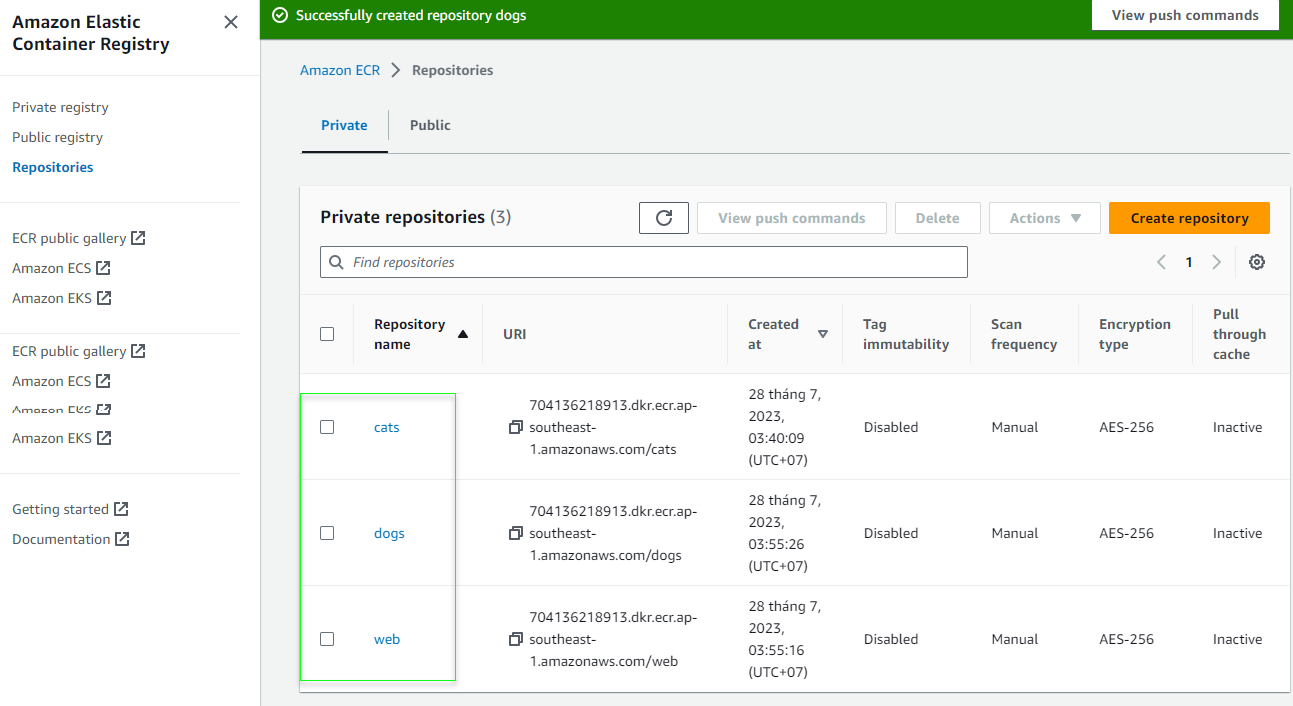 Amazon Elastic
Container Registry
Private registry
Public registry
Repositories
ECR public gallery
Amazon ECS
Amazon EKS
ECR public gallery
Amazon ECS
Amazon EKS
Amazon EKS
Getting started
Documentation
Successfully created repository dogs
View push commands
Amazon ECR > Repositories
Private
Public
Private repositories (3)
View push commands
Delete
Actions
Create repository
Find repositories
1
Repository
name
URI
Created
at
Tag
immutability
Scan
frequency
Encryption
type
Pull
through
cache
cats
704136218913.dkr.ecr.ap-
southeast-
1.amazonaws.com/cats
28 tháng 7,
2023,
03:40:09
(UTC+07)
Disabled
Manual
AES-256
Inactive
dogs
704136218913.dkr.ecr.ap-
southeast-
1.amazonaws.com/dogs
28 tháng 7,
2023,
03:55:26
(UTC+07)
Disabled
Manual
AES-256
Inactive
web
704136218913.dkr.ecr.ap-
southeast-
1.amazonaws.com/web
28 tháng 7,
2023,
03:55:16
(UTC+07)
Disabled
Manual
AES-256
Inactive